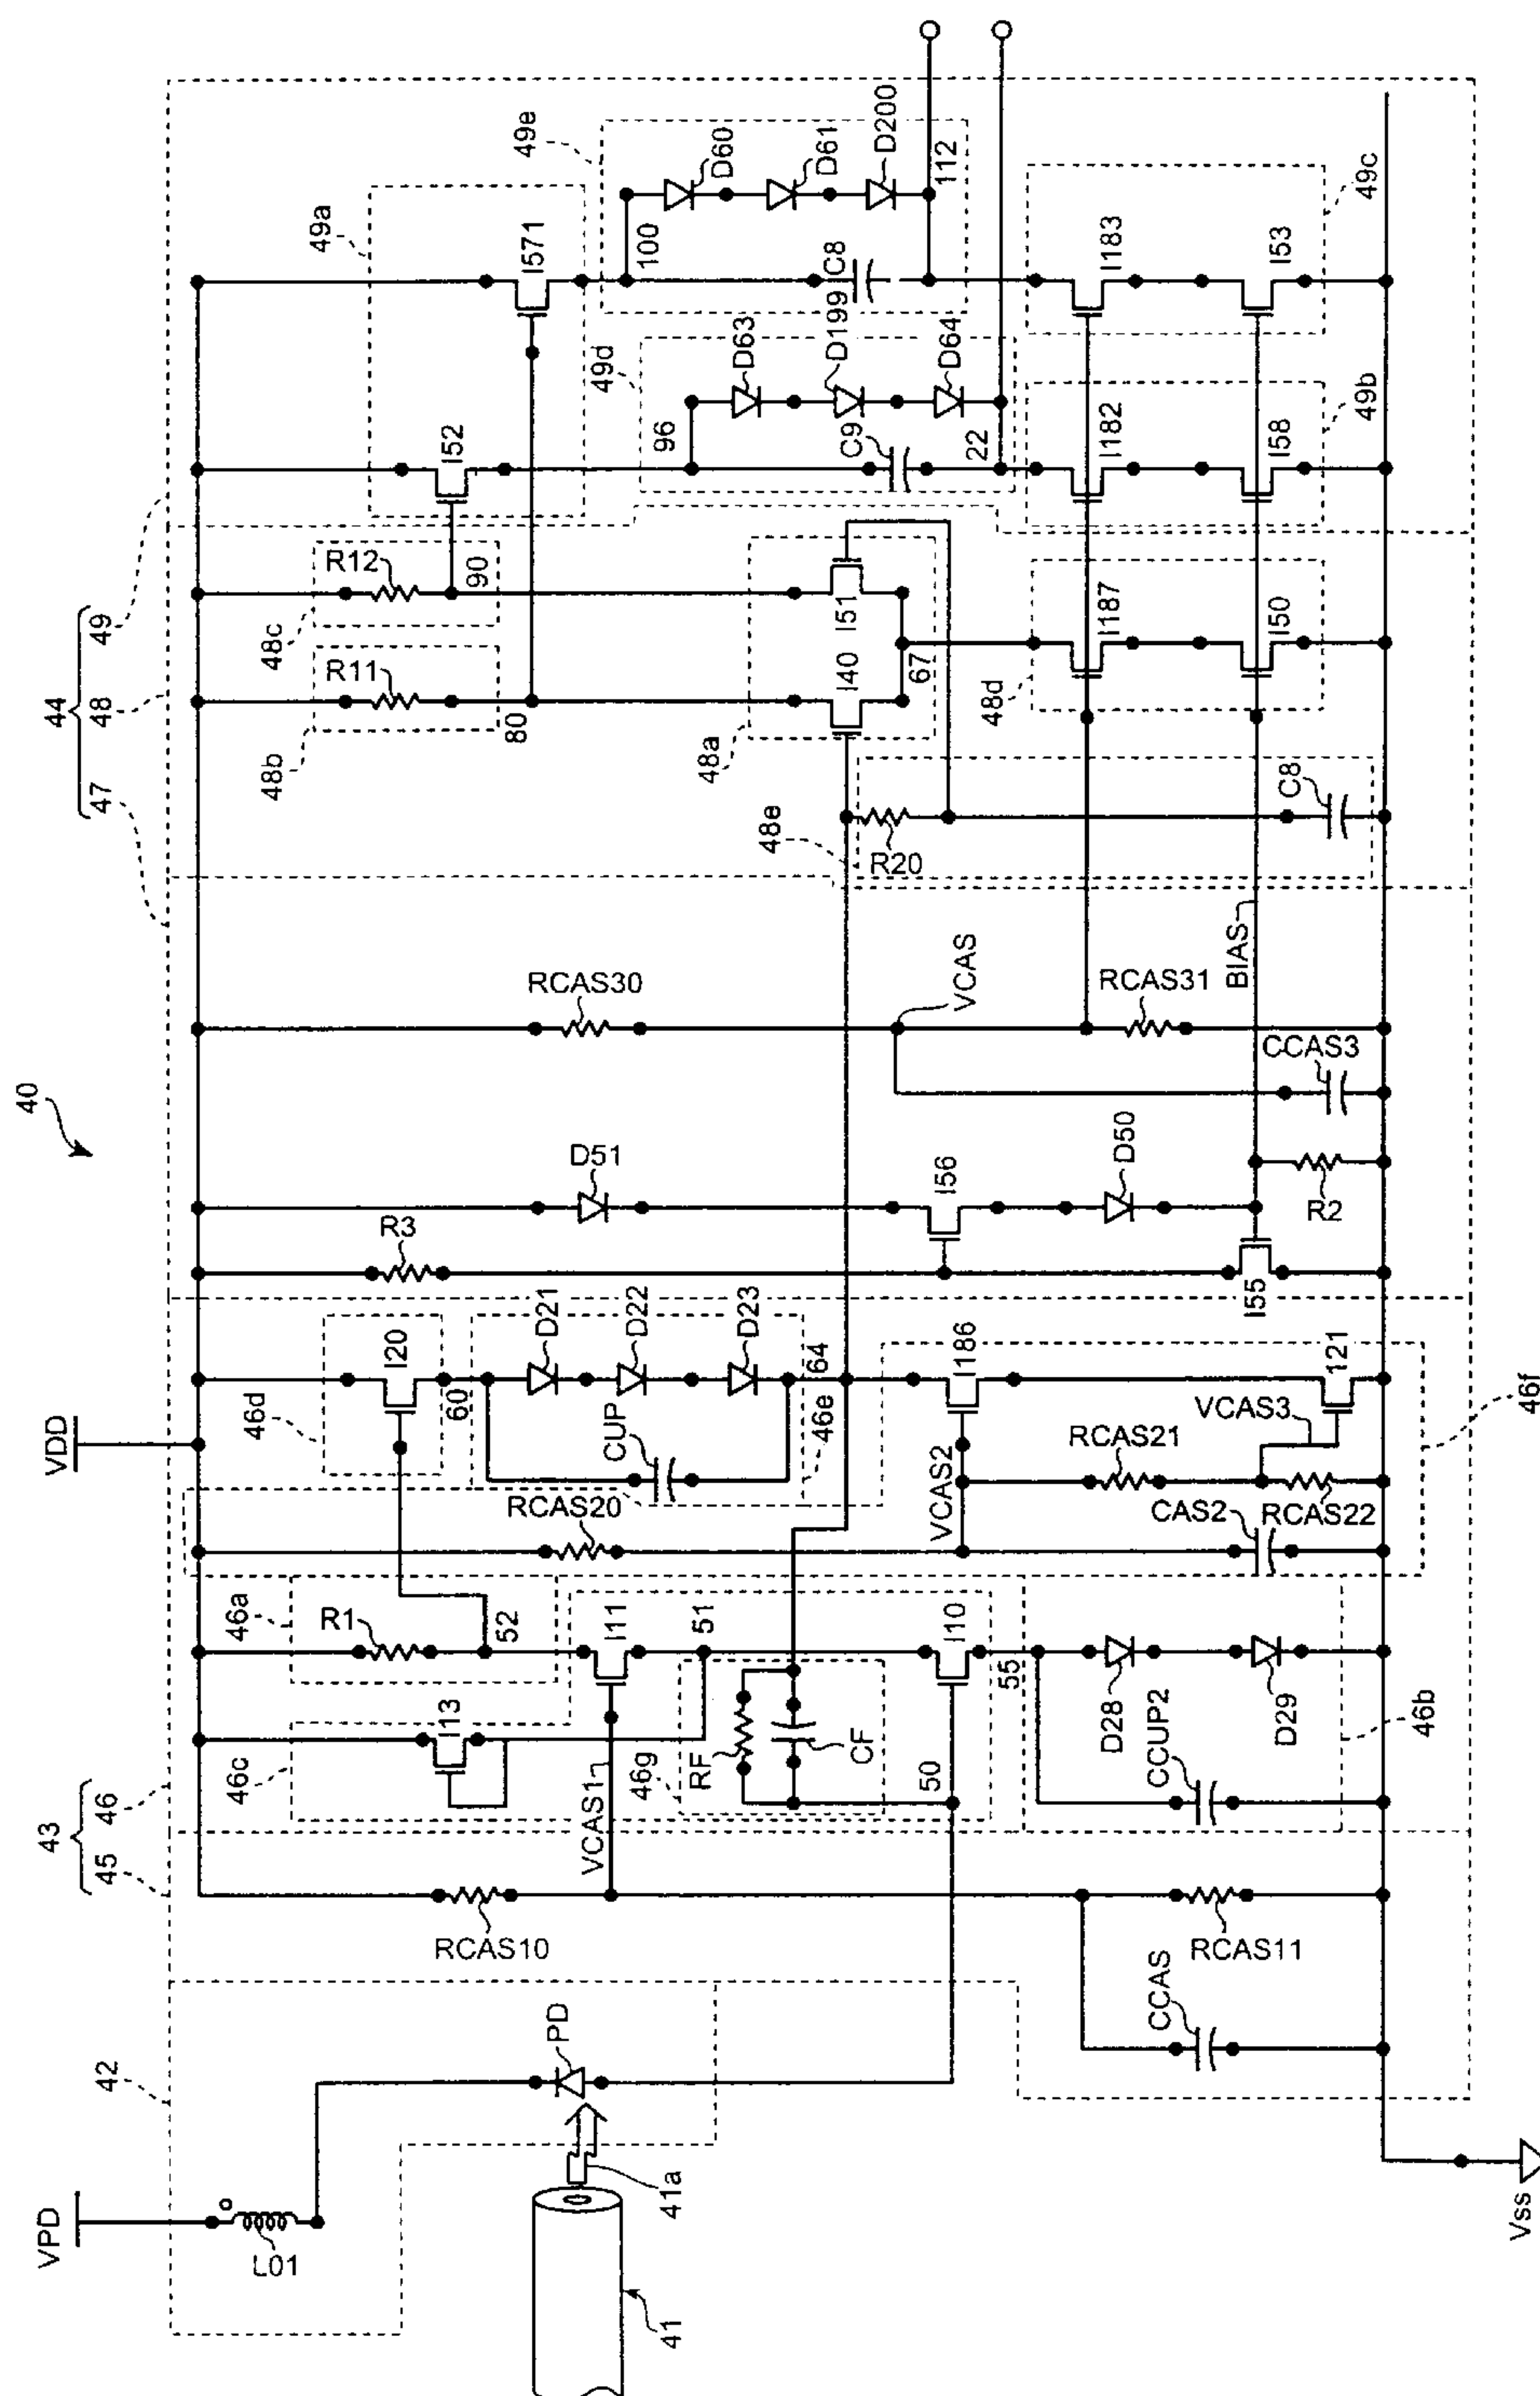 40
44
47
48
49
43
45
46
42
VPD
L01
PD
41
41a
VDD
Vss
RCAS10
RCAS11
CCAS
VCAS1
46a
R1
52
46c
I13
I11
51
46g
RF
CF
50
I10
55
D28
D29
CCUP2
46b
46d
I20
60
D21
D22
D23
CUP
46e
64
RCAS20
VCAS2
I186
RCAS21
VCAS3
121
CAS2
RCAS22
46f
R3
D51
I56
D50
I55
R2
RCAS30
VCAS
RCAS31
CCAS3
BIAS
48b
R11
80
48c
R12
90
48a
I40
I51
67
48e
R20
C8
48d
I187
I50
49a
I52
I571
49d
96
D63
D199
D64
C9
22
49e
100
D60
D61
D200
C8
112
49b
I182
I58
49c
I183
I53